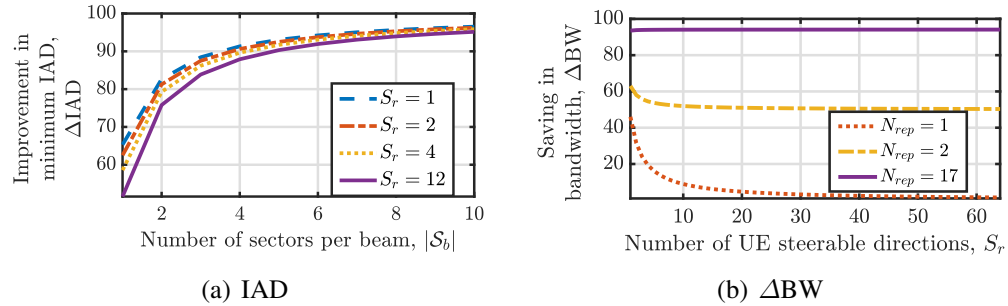 Improvement in
minimum IAD,
ΔIAD
100
90
80
70
60
2 4 6 8 10
Number of sectors per beam, |𝒮_b|
S_r = 1
S_r = 2
S_r = 4
S_r = 12
(a) IAD
Saving in
bandwidth, ΔBW
100
80
60
40
20
10 20 30 40 50 60
Number of UE steerable directions, S_r
N_rep = 1
N_rep = 2
N_rep = 17
(b) ΔBW